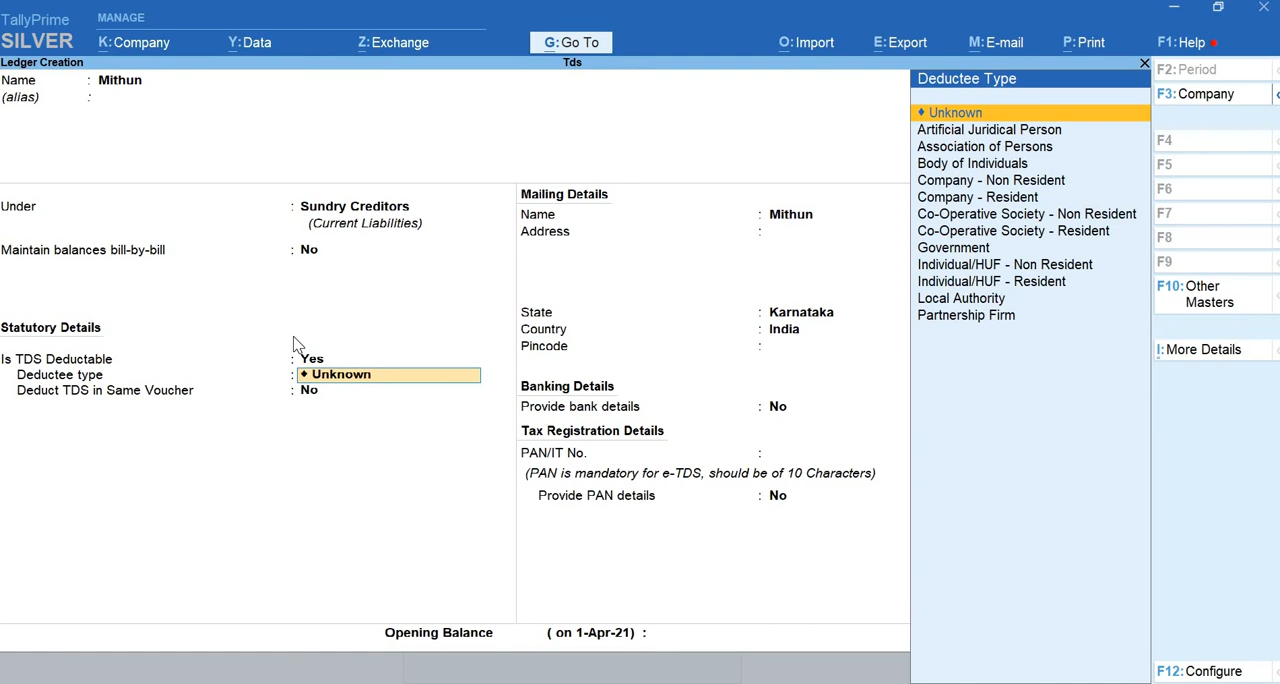 TallyPrime
MANAGE
SILVER
K:Company
Y:Data
Z:Exchange
G:Go To
O:Import
E:Export
M:E-mail
P:Print
F1:Help
Ledger Creation
Tds
Name : Mithun
(alias) :
Under : Sundry Creditors
(Current Liabilities)
Maintain balances bill-by-bill : No
Statutory Details
Is TDS Deductable : Yes
Deductee type : ♦ Unknown
Deduct TDS in Same Voucher : No
Mailing Details
Name : Mithun
Address :
State : Karnataka
Country : India
Pincode :
Banking Details
Provide bank details : No
Tax Registration Details
PAN/IT No. :
(PAN is mandatory for e-TDS, should be of 10 Characters)
Provide PAN details : No
Opening Balance ( on 1-Apr-21) :
Deductee Type
♦ Unknown
Artificial Juridical Person
Association of Persons
Body of Individuals
Company - Non Resident
Company - Resident
Co-Operative Society - Non Resident
Co-Operative Society - Resident
Government
Individual/HUF - Non Resident
Individual/HUF - Resident
Local Authority
Partnership Firm
F2:Period
F3:Company
F4
F5
F6
F7
F8
F9
F10:Other
Masters
I:More Details
F12:Configure